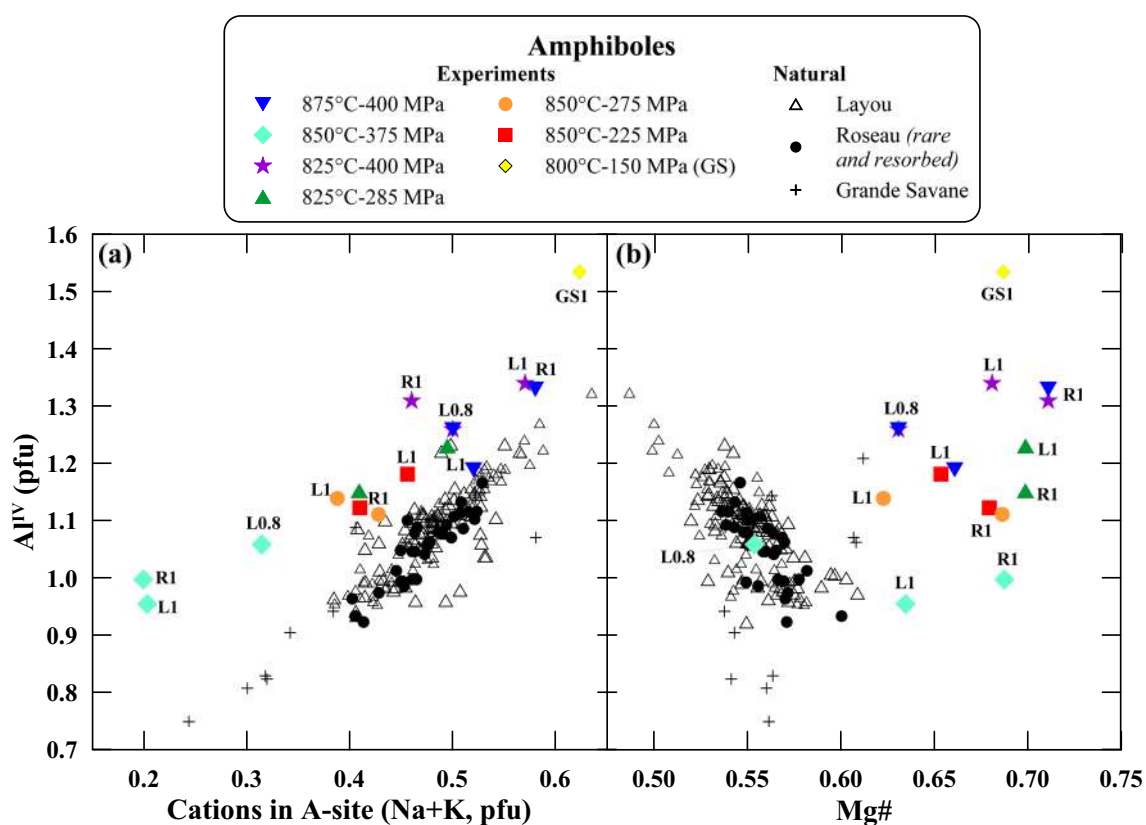 Amphiboles
Experiments
Natural
875°C-400 MPa
850°C-275 MPa
Layou
850°C-375 MPa
850°C-225 MPa
Roseau (rare
and resorbed)
825°C-400 MPa
800°C-150 MPa (GS)
Grande Savane
825°C-285 MPa
Al^IV (pfu)
1.6
1.5
1.4
1.3
1.2
1.1
1.0
0.9
0.8
0.7
(a)
GS1
L1
R1
R1
L0.8
L1
L1
L1
R1
L0.8
R1
L1
0.2
0.3
0.4
0.5
0.6
Cations in A-site (Na+K, pfu)
(b)
GS1
L1
R1
L0.8
L1
L1
L1
R1
R1
L0.8
R1
L1
0.50
0.55
0.60
0.65
0.70
0.75
Mg#